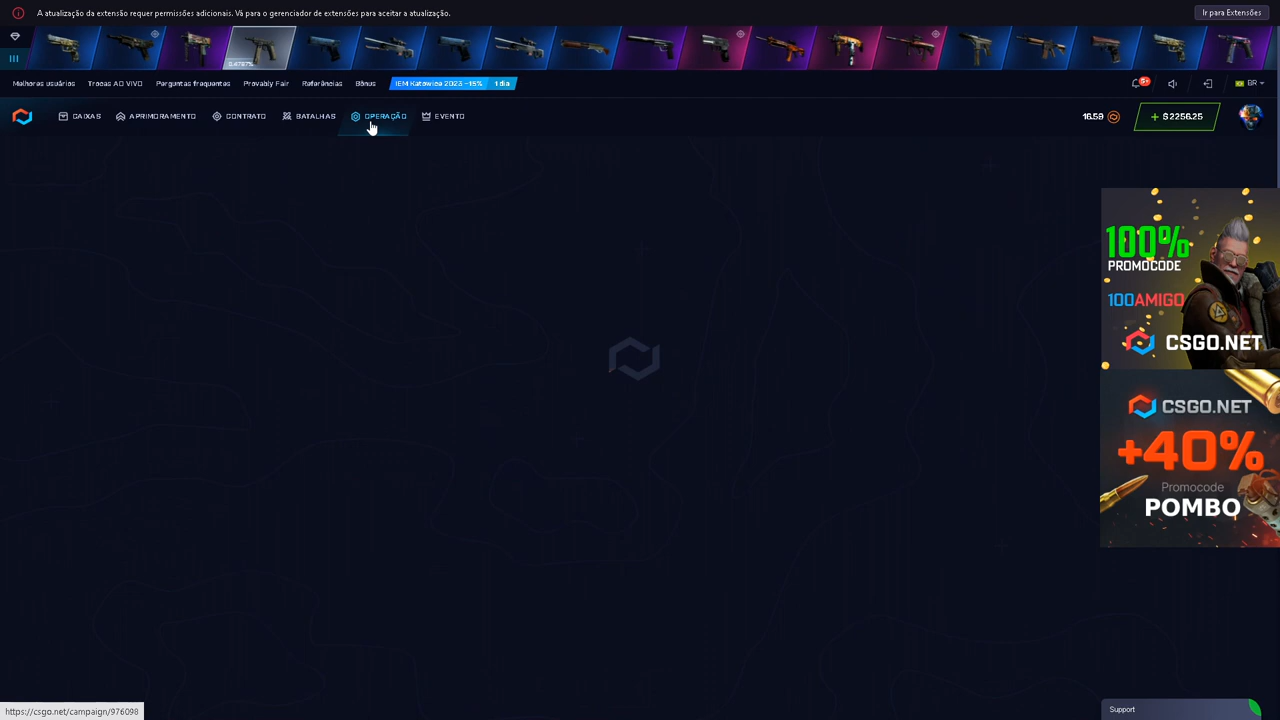 A atualização da extensão requer permissões adicionais. Vá para o gerenciador de extensões para aceitar a atualização.
Ir para Extensões
0.4797%
Melhores usuários
Trocas AO VIVO
Perguntas frequentes
Provably Fair
Referências
Bônus
IEM Katowice 2023 -15%
1 dia
5+
BR
CAIXAS
APRIMORAMENTO
CONTRATO
BATALHAS
OPERAÇÃO
EVENTO
16.59
+ $ 2256.25
100%
PROMOCODE
100AMIGO
CSGO.NET
CSGO.NET
+40%
Promocode
POMBO
Support
https://csgo.net/campaign/976098